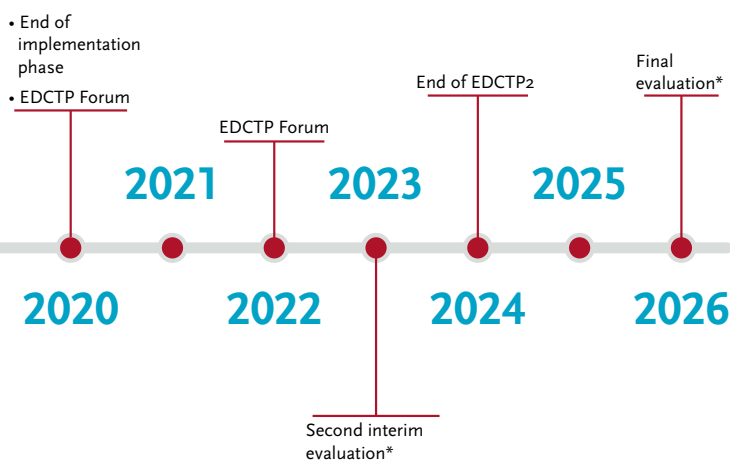 • End of
implementation
phase
• EDCTP Forum
EDCTP Forum
End of EDCTP2
Final
evaluation*
2021
2023
2025
2020
2022
2024
2026
Second interim
evaluation*